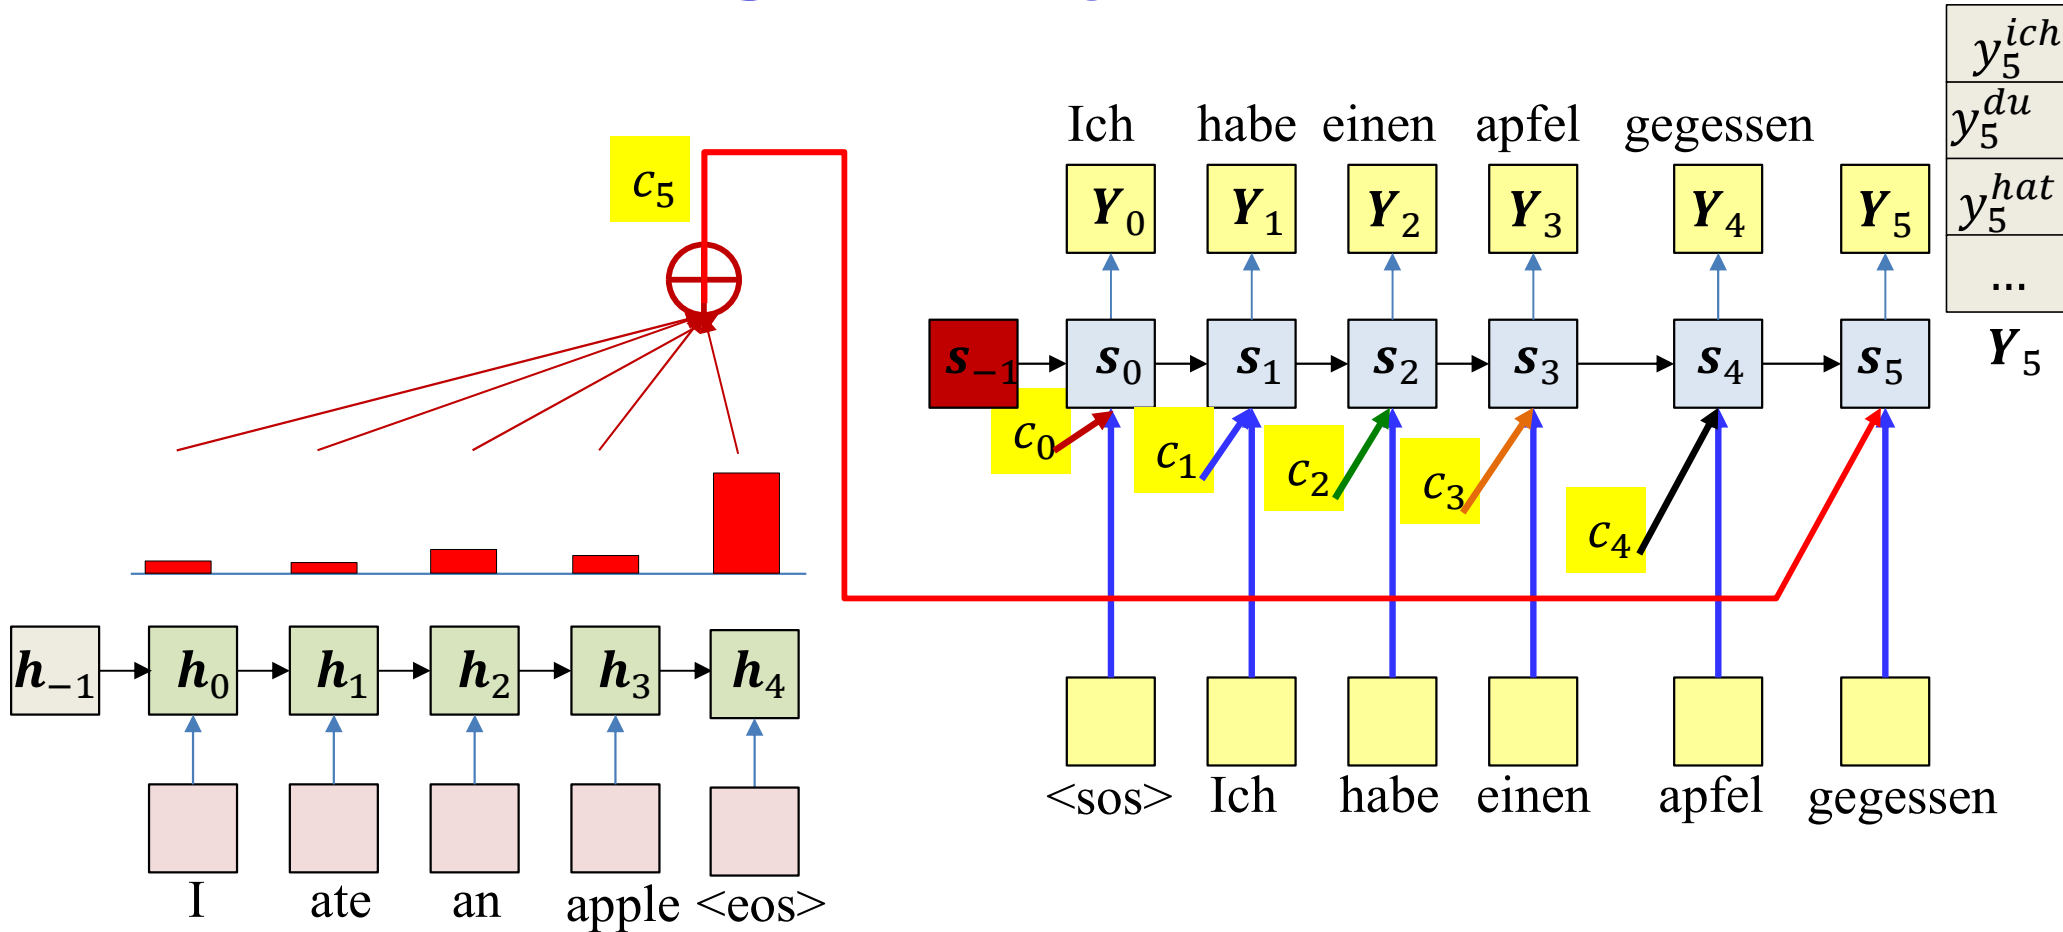 Ich habe einen apfel gegessen
c₅
Y₀ Y₁ Y₂ Y₃ Y₄ Y₅
y₅^ich
y₅^du
y₅^hat
...
Y₅
s₋₁ s₀ s₁ s₂ s₃ s₄ s₅
c₀ c₁ c₂ c₃ c₄
h₋₁ h₀ h₁ h₂ h₃ h₄
<sos> Ich habe einen apfel gegessen
I ate an apple <eos>